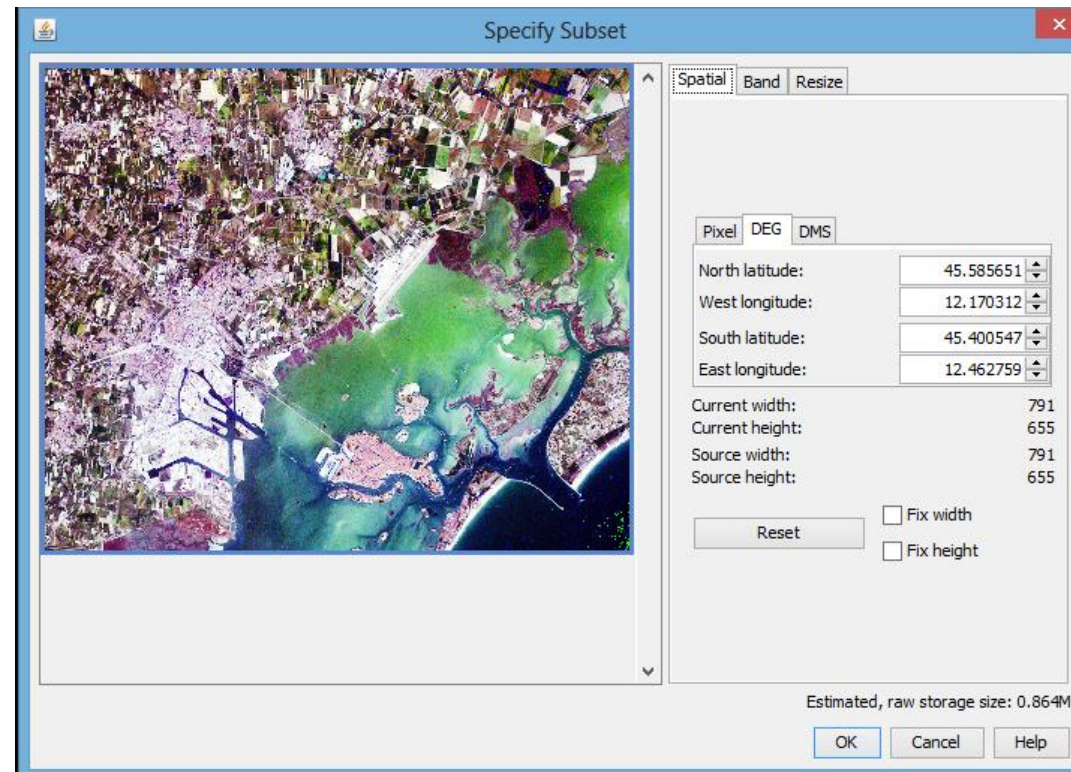 Specify Subset
Spatial Band Resize
Pixel DEG DMS
North latitude: 45.585651
West longitude: 12.170312
South latitude: 45.400547
East longitude: 12.462759
Current width: 791
Current height: 655
Source width: 791
Source height: 655
Reset
Fix width
Fix height
Estimated, raw storage size: 0.864M
OK Cancel Help